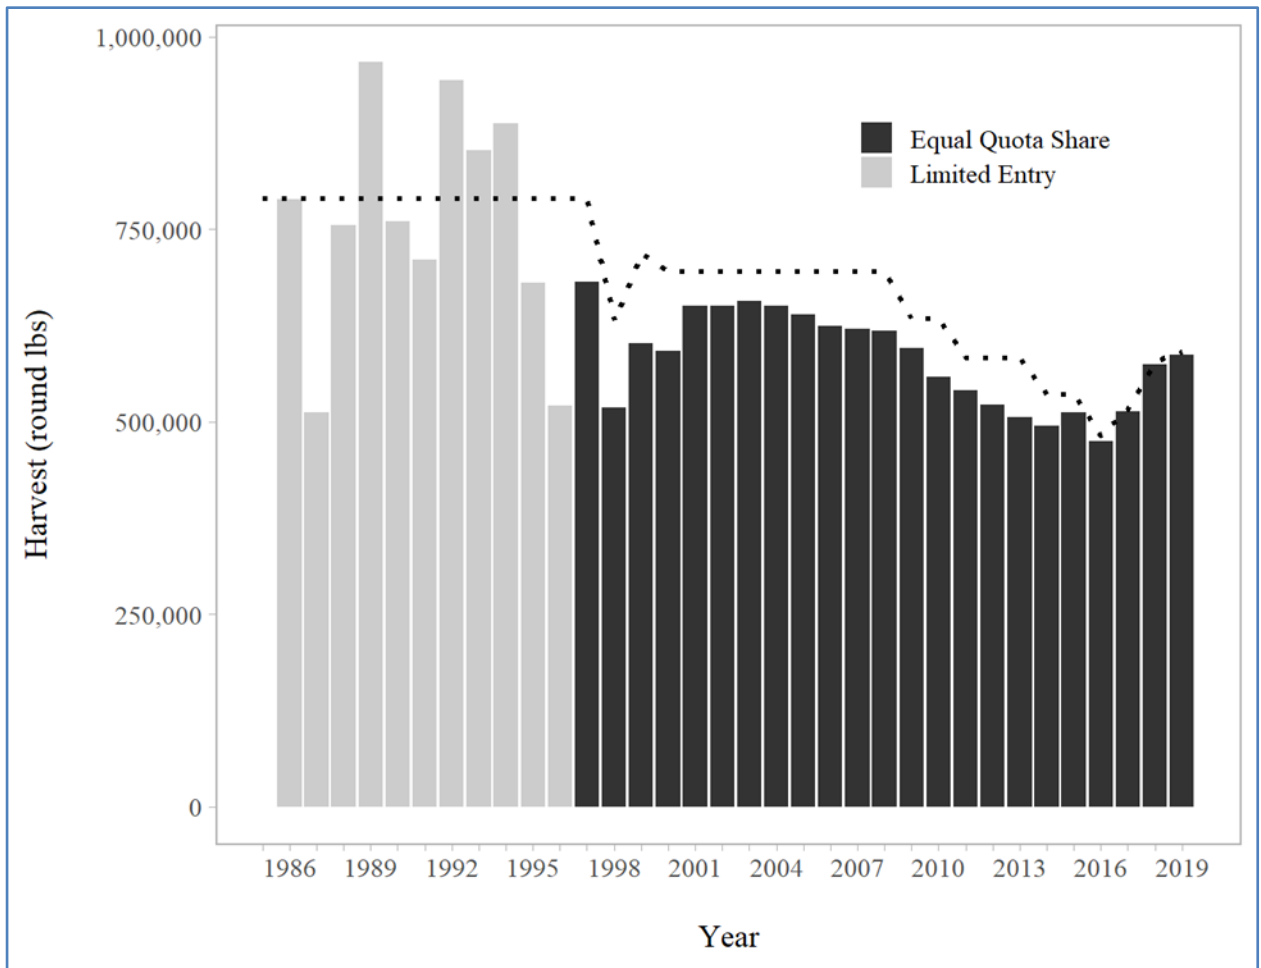 1,000,000
750,000
500,000
250,000
0
Harvest (round lbs)
Equal Quota Share
Limited Entry
1986 1989 1992 1995 1998 2001 2004 2007 2010 2013 2016 2019
Year